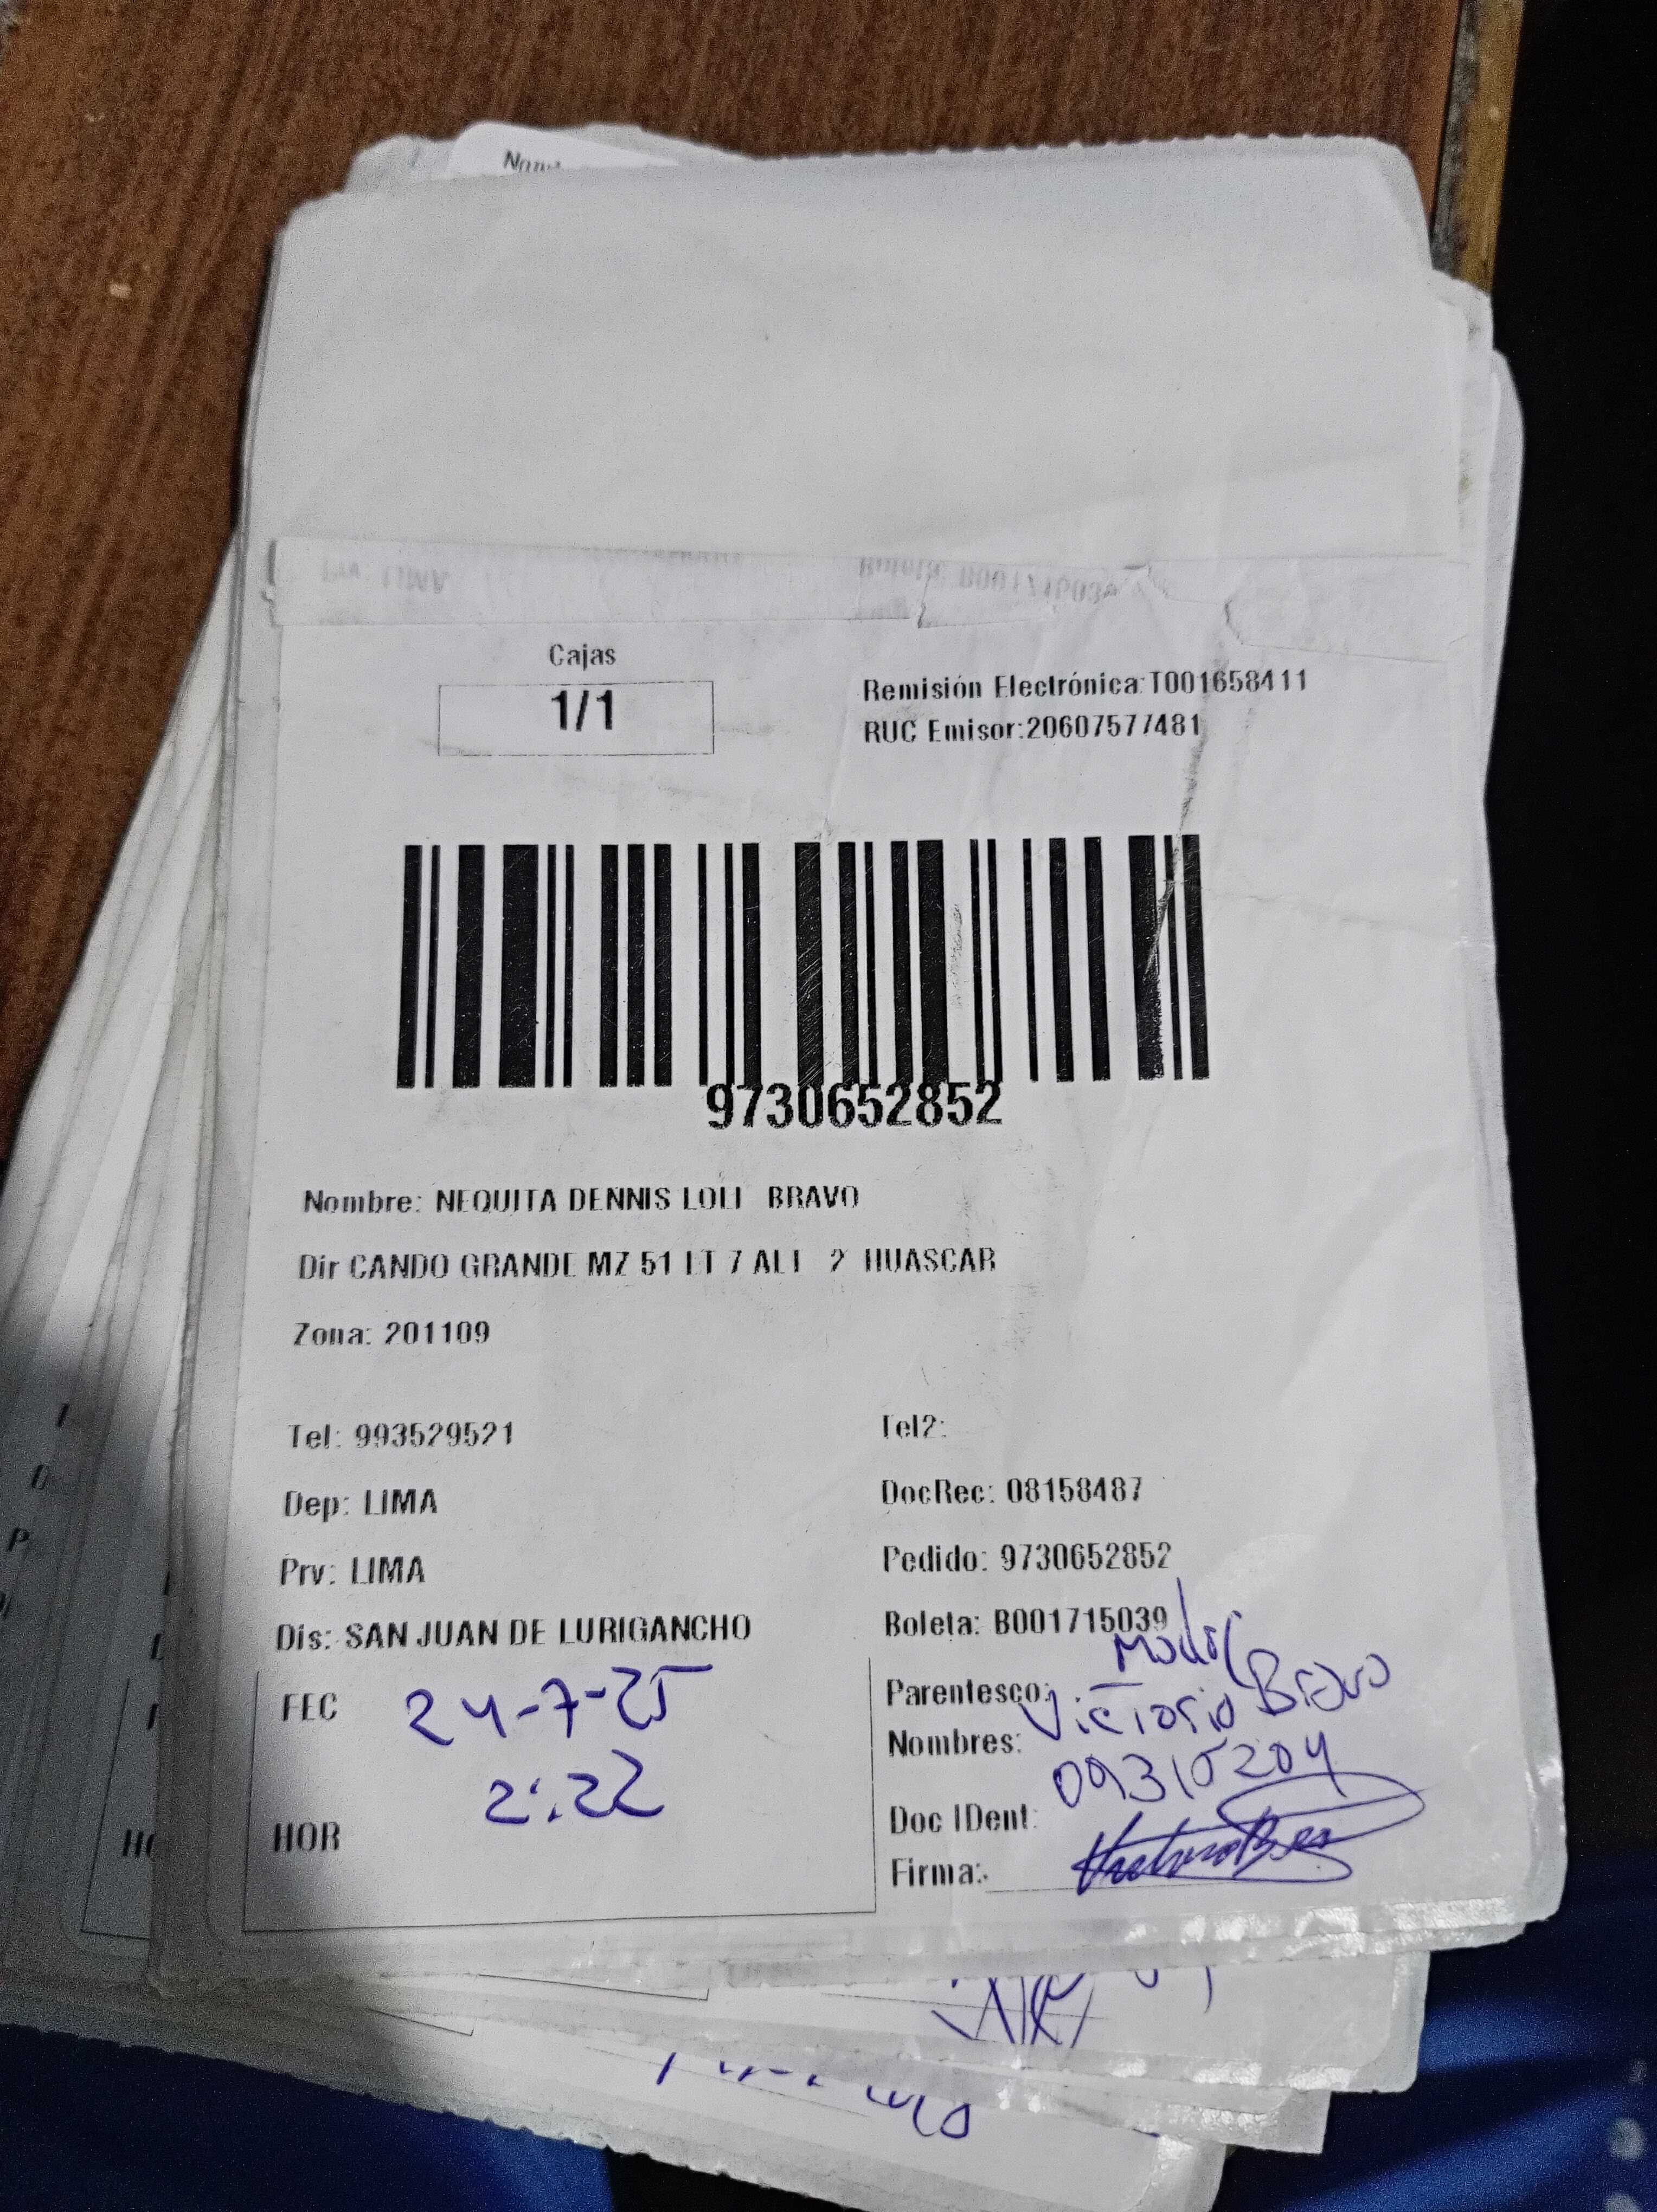 Cajas
1/1
Remisión Electrónica:T001658411
RUC Emisor:20607577481
9730652852
Nombre: NEQUITA DENNIS LOLI BRAVO
Dir CANDO GRANDE MZ 51 LT 7 ALT 2 HUASCAR
Zona: 201109
Tel: 993529521
Tel2:
Dep: LIMA
DocRec: 08158487
Prv: LIMA
Pedido: 9730652852
Dis: SAN JUAN DE LURIGANCHO
Boleta: B001715039
FEC 24-7-25
Parentesco:
Nombres: Victorio Bravo
HOR 2:22
Doc IDent: 09315204
Firma: